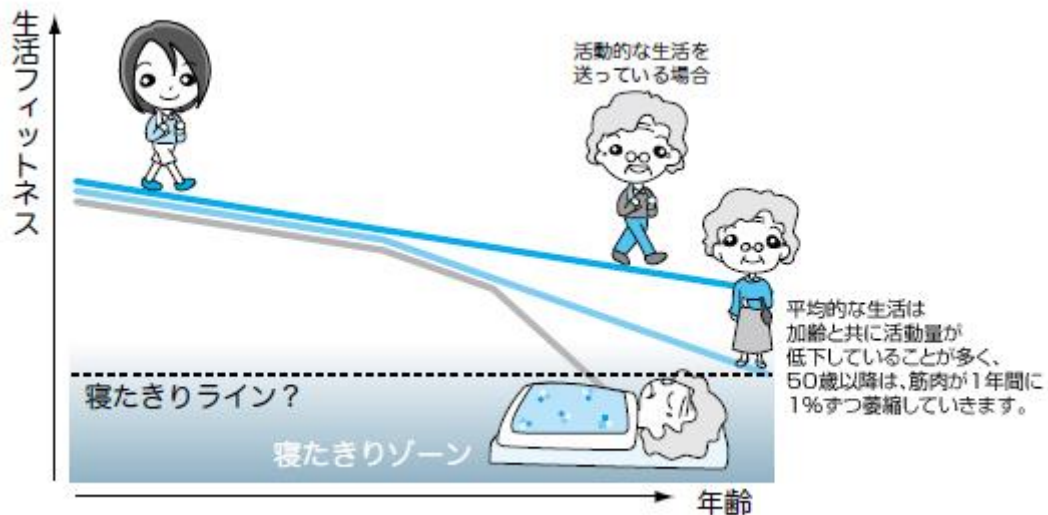 生活フィットネス
活動的な生活を
送っている場合
平均的な生活は
加齢と共に活動量が
低下していることが多く、
50歳以降は、筋肉が1年間に
1%ずつ萎縮していきます。
寝たきりライン？
寝たきりゾーン
年齢